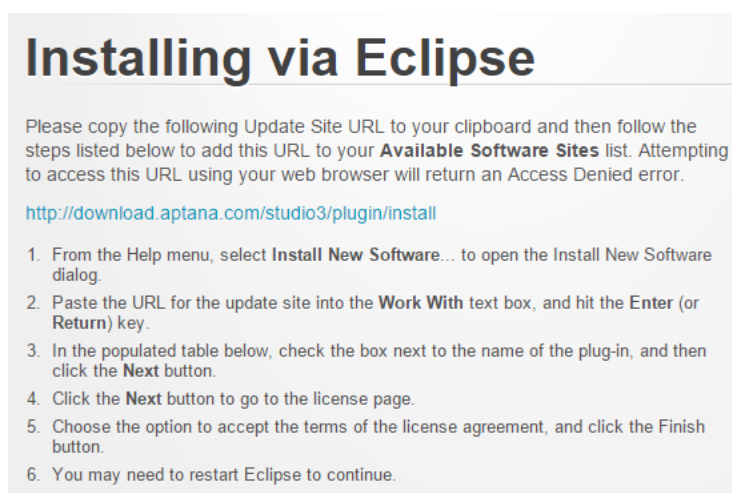 Installing via Eclipse
Please copy the following Update Site URL to your clipboard and then follow the
steps listed below to add this URL to your Available Software Sites list. Attempting
to access this URL using your web browser will return an Access Denied error.
http://download.aptana.com/studio3/plugin/install
1. From the Help menu, select Install New Software... to open the Install New Software
dialog.
2. Paste the URL for the update site into the Work With text box, and hit the Enter (or
Return) key.
3. In the populated table below, check the box next to the name of the plug-in, and then
click the Next button.
4. Click the Next button to go to the license page.
5. Choose the option to accept the terms of the license agreement, and click the Finish
button.
6. You may need to restart Eclipse to continue.